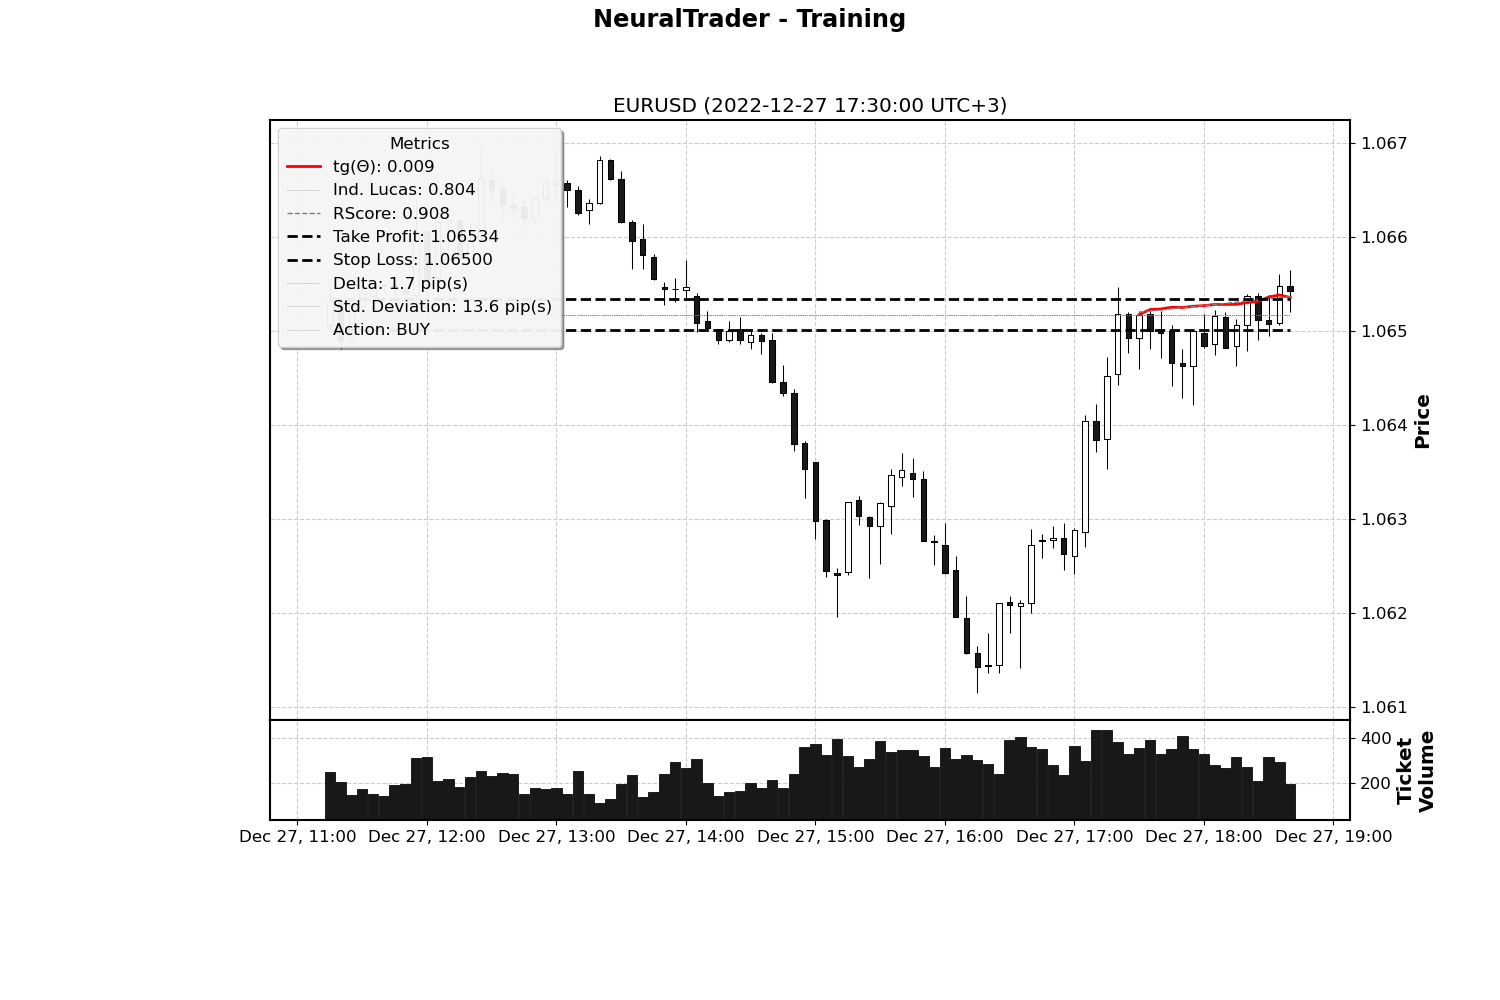 NeuralTrader - Training
EURUSD (2022-12-27 17:30:00 UTC+3)
Metrics
tg(Θ): 0.009
Ind. Lucas: 0.804
RScore: 0.908
Take Profit: 1.06534
Stop Loss: 1.06500
Delta: 1.7 pip(s)
Std. Deviation: 13.6 pip(s)
Action: BUY
1.067
1.066
1.065
1.064
1.063
1.062
1.061
Price
400
200
Ticket
Volume
Dec 27, 11:00 Dec 27, 12:00 Dec 27, 13:00 Dec 27, 14:00 Dec 27, 15:00 Dec 27, 16:00 Dec 27, 17:00 Dec 27, 18:00 Dec 27, 19:00